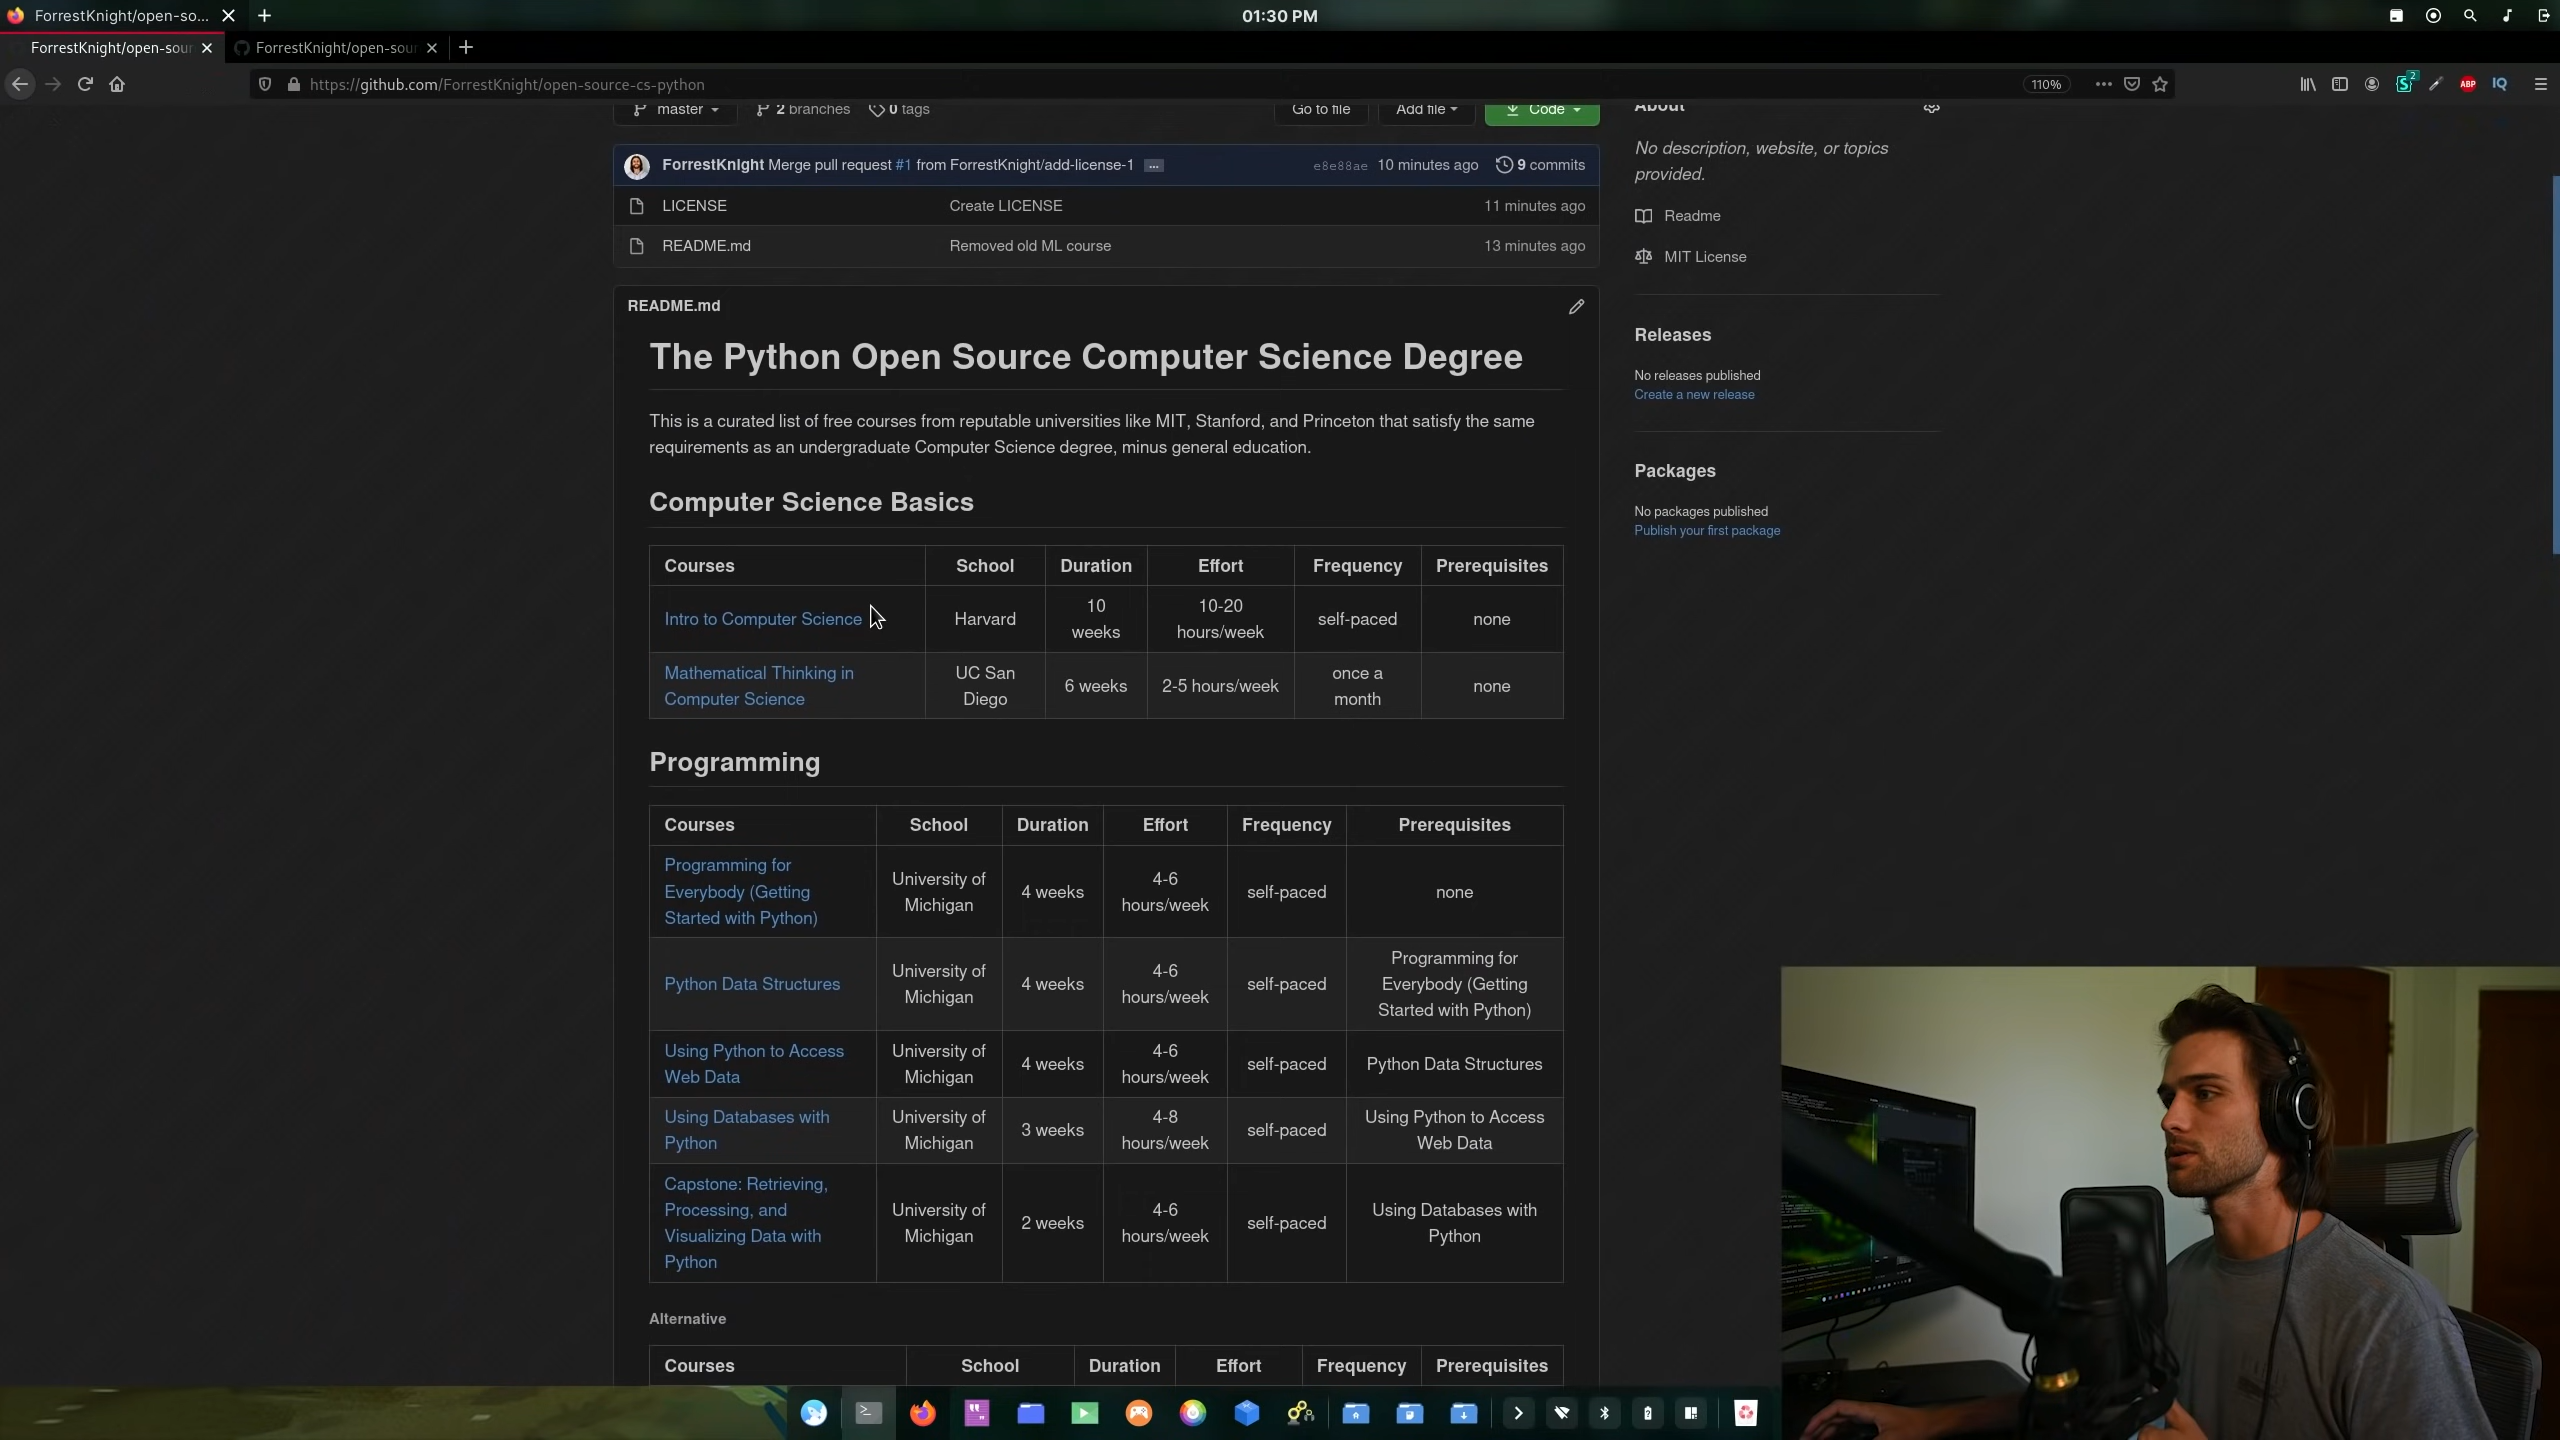 ForrestKnight/open-so...
01:30 PM
ForrestKnight/open-sour
ForrestKnight/open-sour
https://github.com/ForrestKnight/open-source-cs-python
110%
2
ABP
IQ
master
2 branches
0 tags
Go to file
Add file
Code
About
ForrestKnight Merge pull request #1 from ForrestKnight/add-license-1 ...
e8e88ae 10 minutes ago
9 commits
No description, website, or topics
provided.
LICENSE
Create LICENSE
11 minutes ago
README.md
Removed old ML course
13 minutes ago
Readme
MIT License
README.md
Releases
No releases published
Create a new release
Packages
No packages published
Publish your first package
The Python Open Source Computer Science Degree
This is a curated list of free courses from reputable universities like MIT, Stanford, and Princeton that satisfy the same
requirements as an undergraduate Computer Science degree, minus general education.
Computer Science Basics
Courses School Duration Effort Frequency Prerequisites
Intro to Computer Science
Harvard
10
weeks
10-20
hours/week
self-paced
none
Mathematical Thinking in
Computer Science
UC San
Diego
6 weeks
2-5 hours/week
once a
month
none
Programming
Courses School Duration Effort Frequency Prerequisites
Programming for
Everybody (Getting
Started with Python)
University of
Michigan
4 weeks
4-6
hours/week
self-paced
none
Python Data Structures
University of
Michigan
4 weeks
4-6
hours/week
self-paced
Programming for
Everybody (Getting
Started with Python)
Using Python to Access
Web Data
University of
Michigan
4 weeks
4-6
hours/week
self-paced
Python Data Structures
Using Databases with
Python
University of
Michigan
3 weeks
4-8
hours/week
self-paced
Using Python to Access
Web Data
Capstone: Retrieving,
Processing, and
Visualizing Data with
Python
University of
Michigan
2 weeks
4-6
hours/week
self-paced
Using Databases with
Python
Alternative
Courses School Duration Effort Frequency Prerequisites